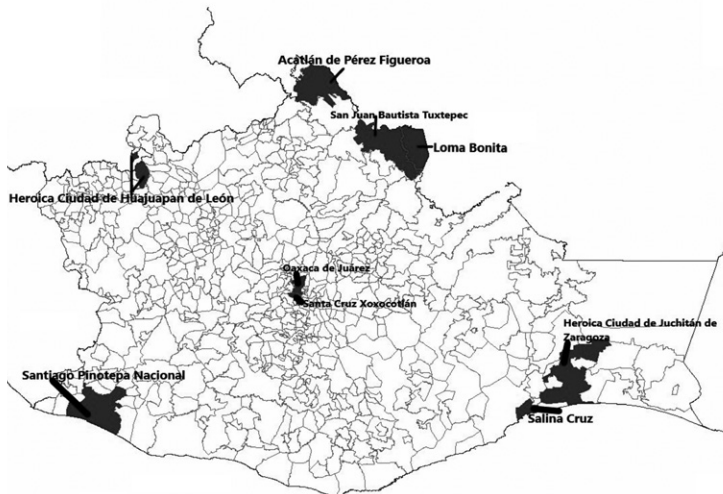 Acatlán de Pérez Figueroa
San Juan Bautista Tuxtepec
Loma Bonita
Heroica Ciudad de Huajuapan de León
Oaxaca de Juárez
Santa Cruz Xoxocotlán
Heroica Ciudad de Juchitán de
Zaragoza
Santiago Pinotepa Nacional
Salina Cruz